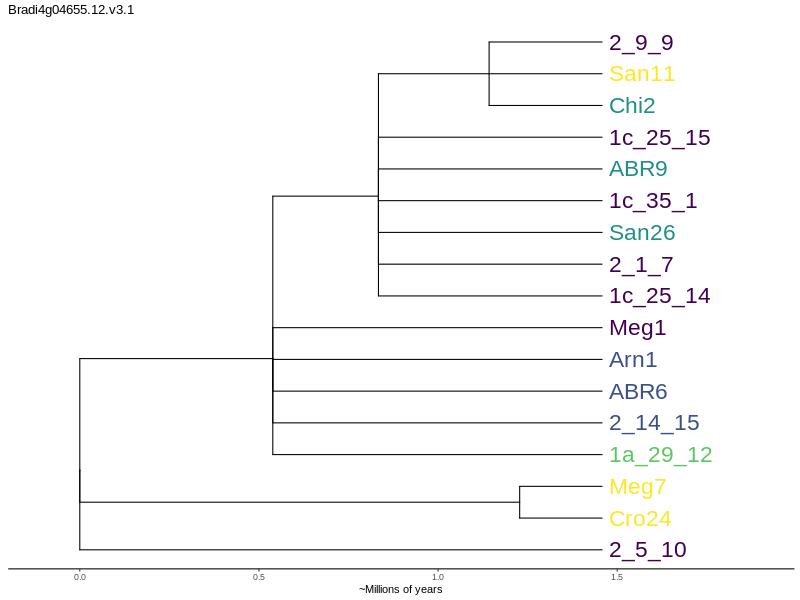 Bradi4g04655.12.v3.1
2_9_9
San11
Chi2
1c_25_15
ABR9
1c_35_1
San26
2_1_7
1c_25_14
Meg1
Arn1
ABR6
2_14_15
1a_29_12
Meg7
Cro24
2_5_10
0.0 0.5 1.0 1.5
~Millions of years